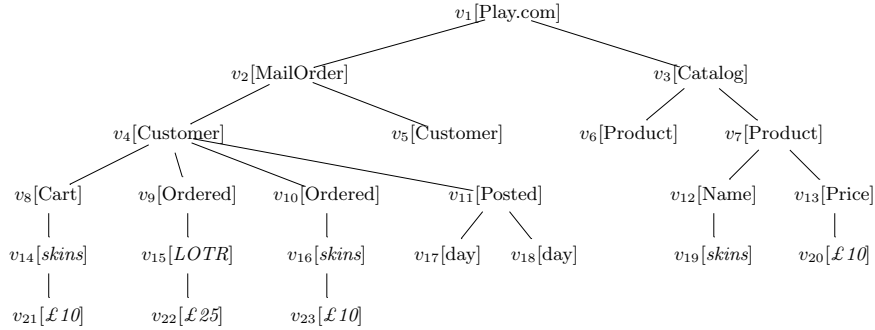 v1[Play.com]
v2[MailOrder] v3[Catalog]
v4[Customer] v5[Customer] v6[Product] v7[Product]
v8[Cart] v9[Ordered] v10[Ordered] v11[Posted] v12[Name] v13[Price]
v14[skins] v15[LOTR] v16[skins] v17[day] v18[day] v19[skins] v20[£10]
v21[£10] v22[£25] v23[£10]